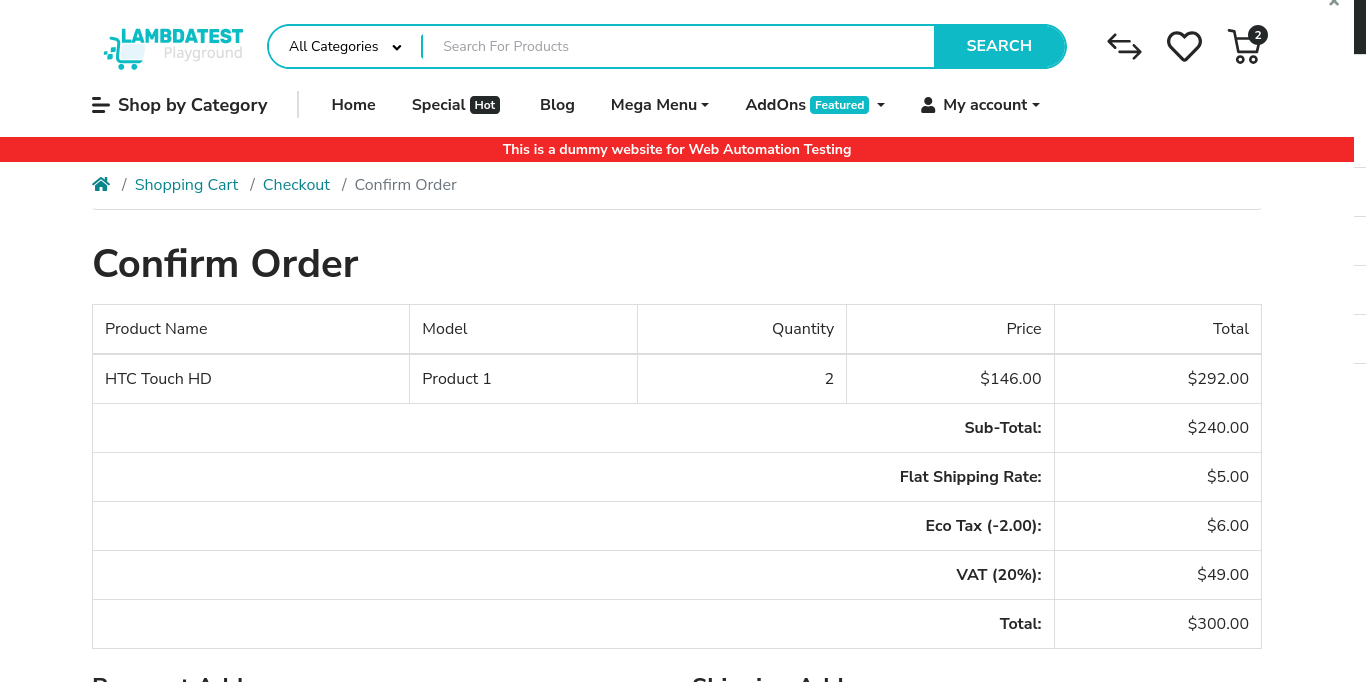 LAMBDATEST
Playground
All Categories
Search For Products
SEARCH
2
Shop by Category
Home
Special Hot
Blog
Mega Menu
AddOns Featured
My account
This is a dummy website for Web Automation Testing
/ Shopping Cart / Checkout / Confirm Order
Confirm Order
Product Name Model Quantity Price Total
HTC Touch HD Product 1 2 $146.00 $292.00
Sub-Total: $240.00
Flat Shipping Rate: $5.00
Eco Tax (-2.00): $6.00
VAT (20%): $49.00
Total: $300.00